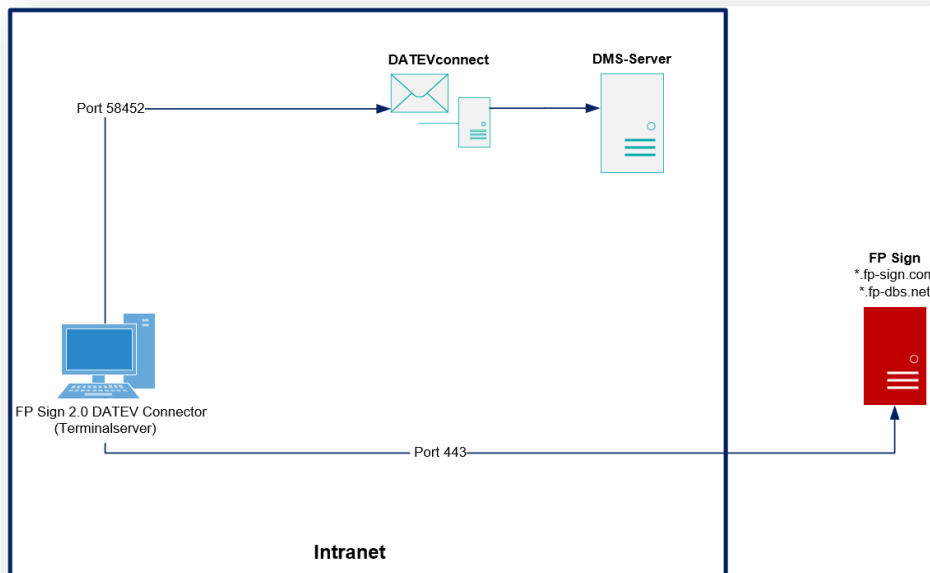 DATEVconnect
DMS-Server
Port 58452
FP Sign
*.fp-sign.com
*.fp-dbs.net
FP Sign 2.0 DATEV Connector
(Terminalserver)
Port 443
Intranet